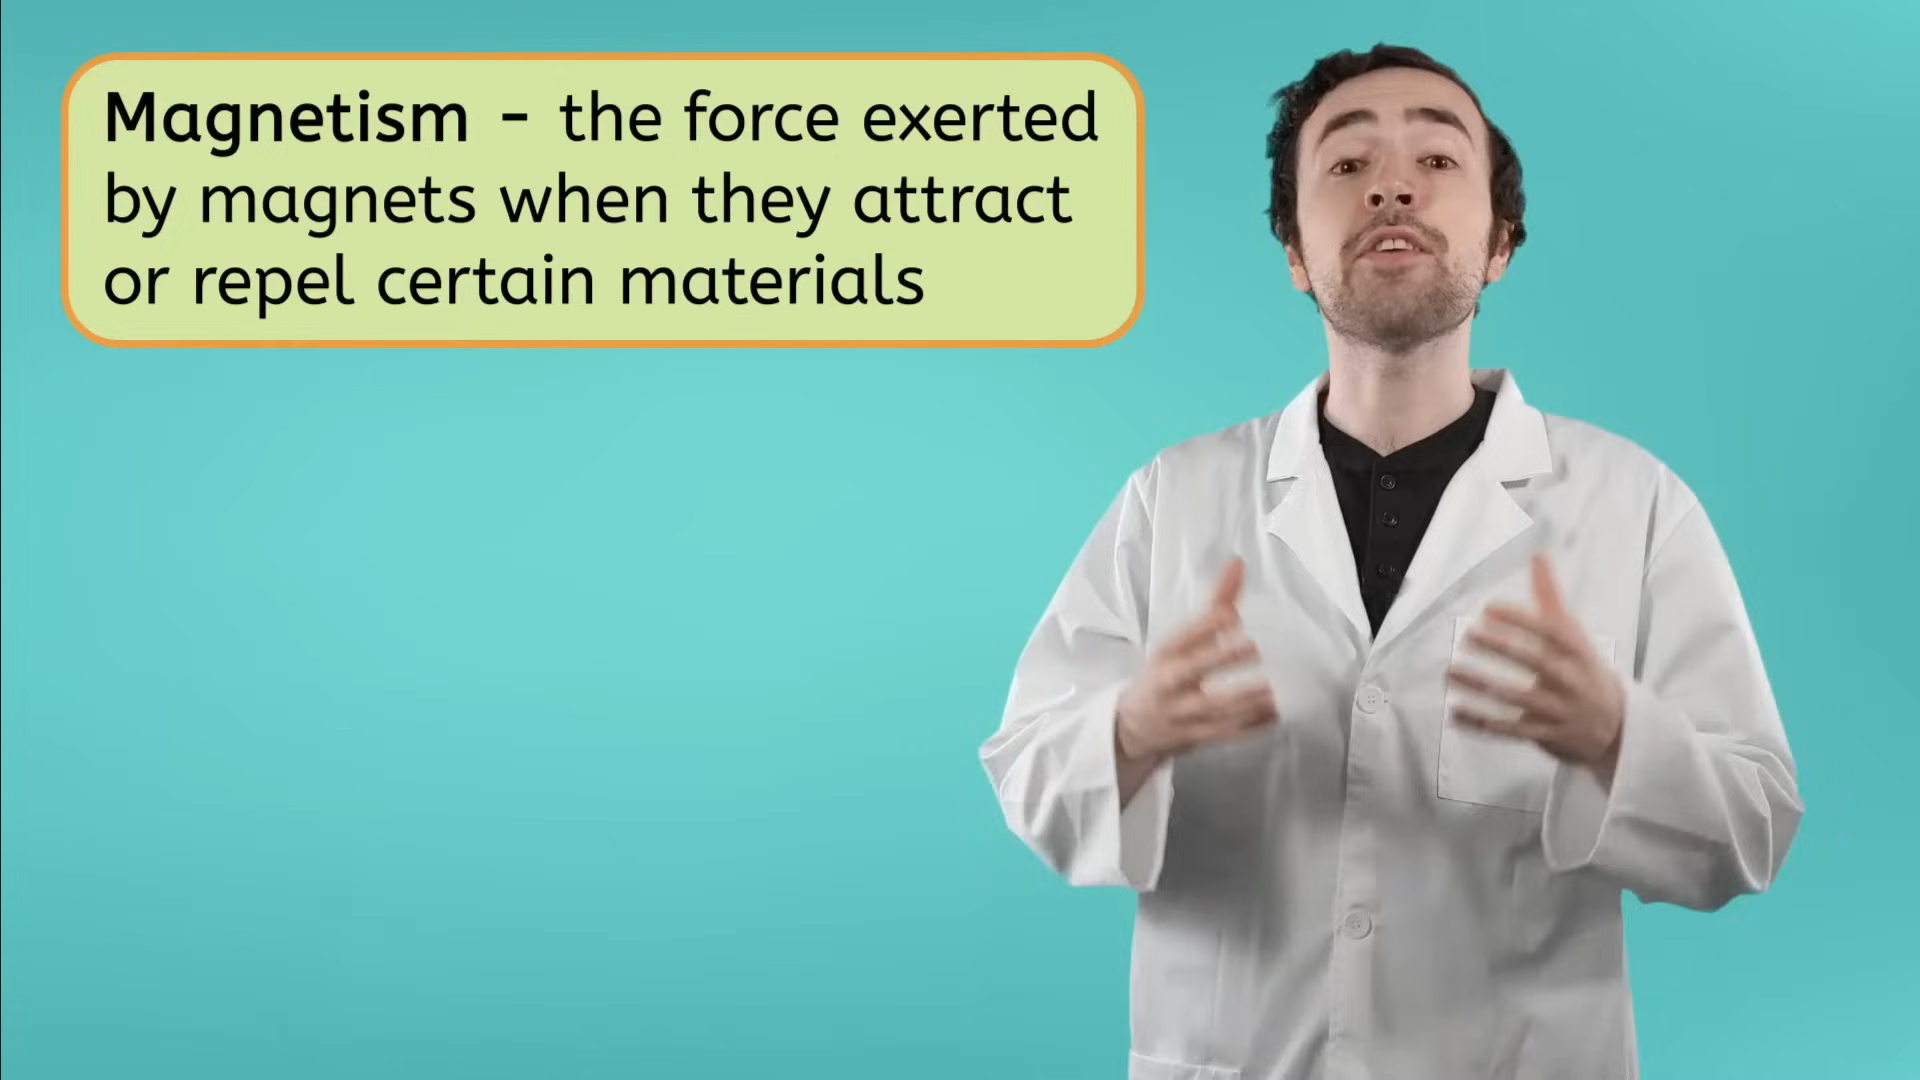 Magnetism - the force exerted
by magnets when they attract
or repel certain materials